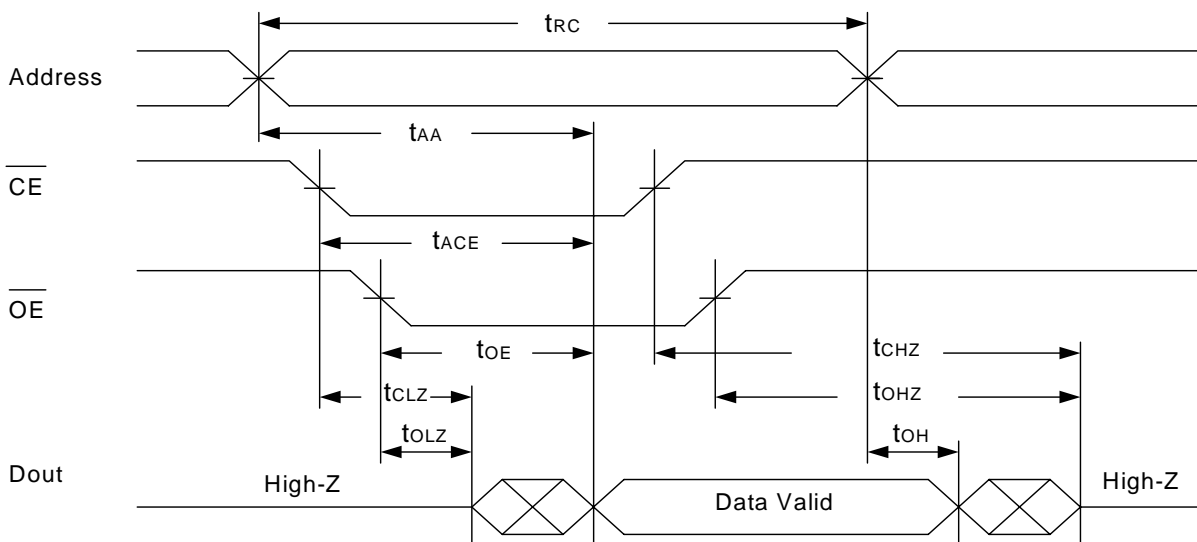 tRC
Address
tAA
CE
tACE
OE
tOE
tCHZ
tCLZ
tOHZ
tOLZ
tOH
Dout
High-Z
Data Valid
High-Z